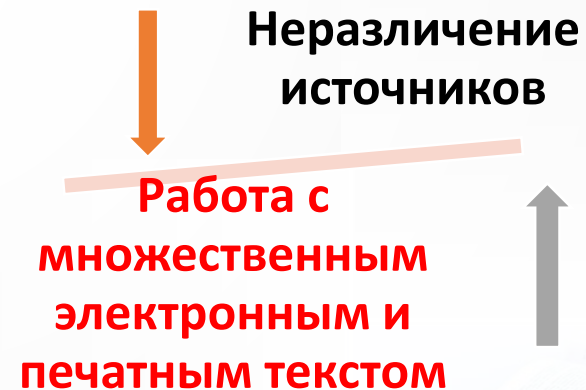 Неразличение
источников
Работа с
множественным
электронным и
печатным текстом